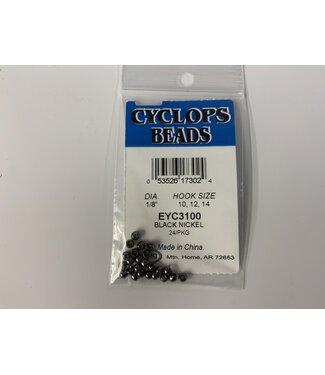 CYCLOPS
BEADS
0 53526 17302 4
DIA. HOOK SIZE
1/8" 10, 12, 14
EYC3100
BLACK NICKEL
24/PKG
Made in China.
Mtn. Home, AR 72653